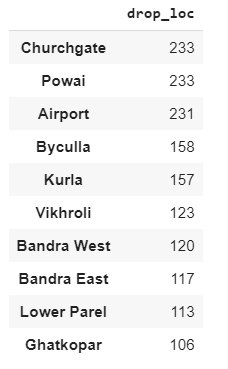 drop_loc
Churchgate 233
Powai 233
Airport 231
Byculla 158
Kurla 157
Vikhroli 123
Bandra West 120
Bandra East 117
Lower Parel 113
Ghatkopar 106